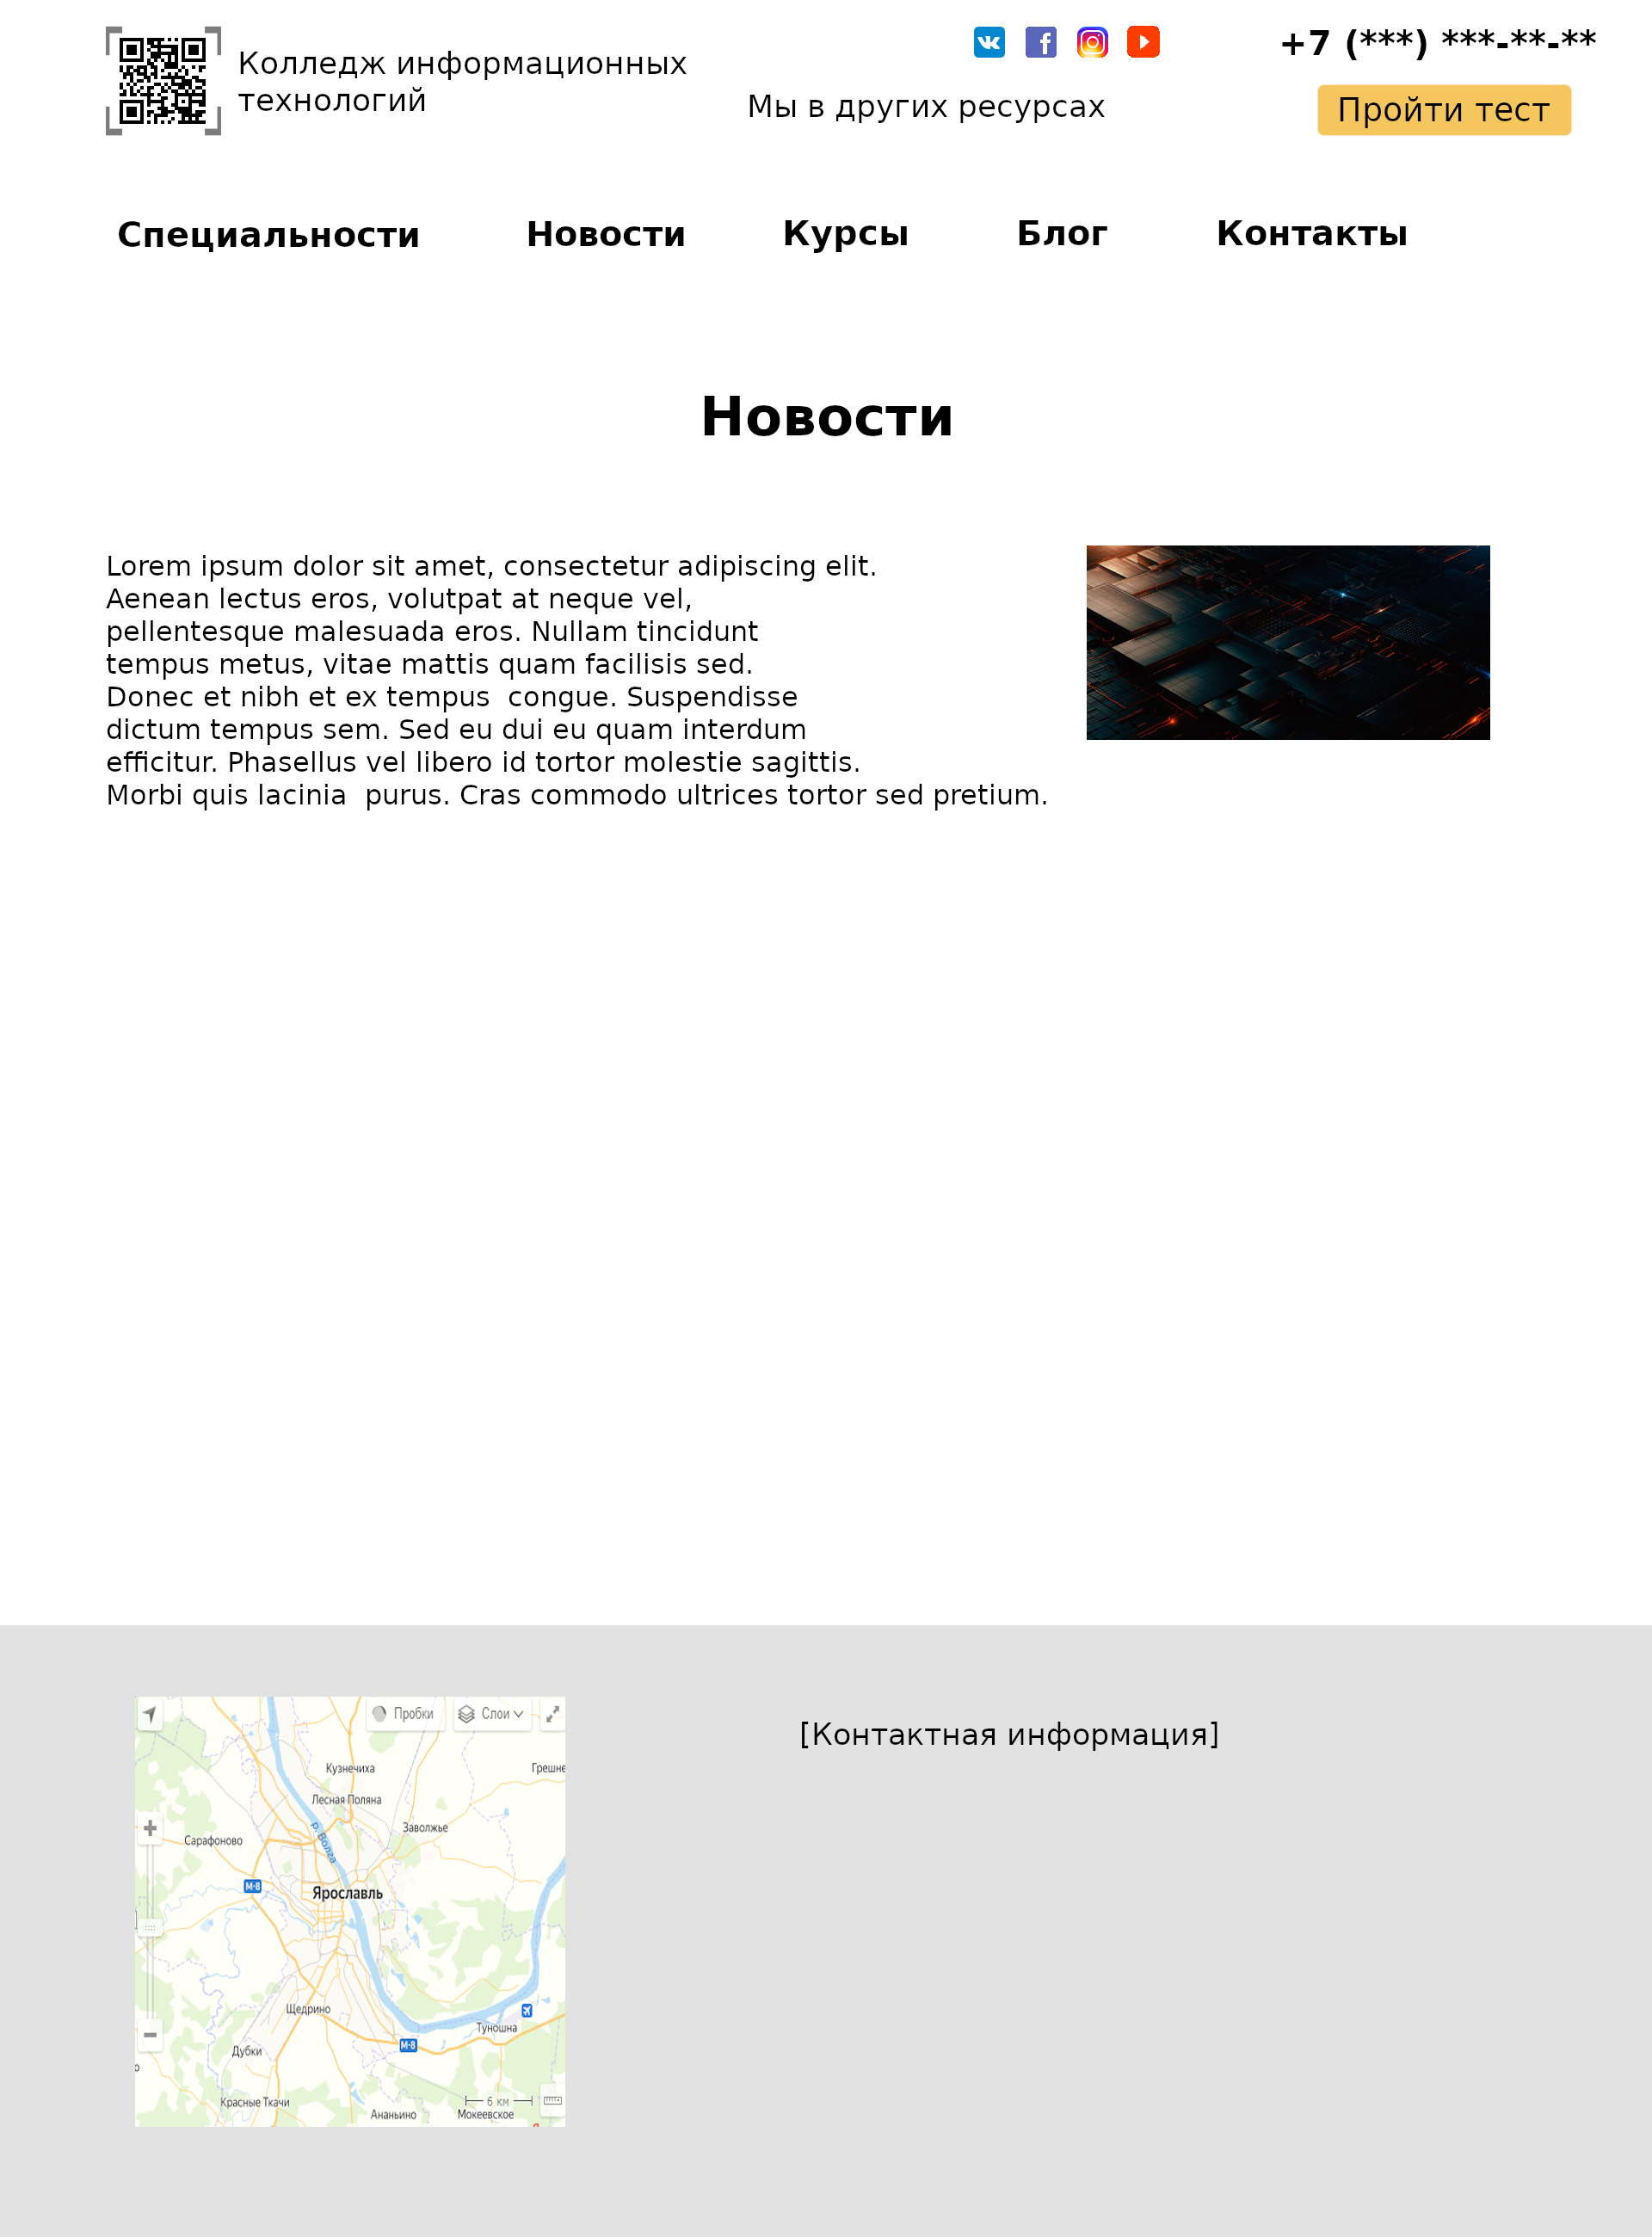 Колледж информационных
технологий
+7 (***) ***-**-**
Мы в других ресурсах
Пройти тест
Специальности Новости Курсы Блог Контакты
Новости
Lorem ipsum dolor sit amet, consectetur adipiscing elit.
Aenean lectus eros, volutpat at neque vel,
pellentesque malesuada eros. Nullam tincidunt
tempus metus, vitae mattis quam facilisis sed.
Donec et nibh et ex tempus  congue. Suspendisse
dictum tempus sem. Sed eu dui eu quam interdum
efficitur. Phasellus vel libero id tortor molestie sagittis.
Morbi quis lacinia  purus. Cras commodo ultrices tortor sed pretium.
Пробки Слои
Кузнечиха
Грешне
Лесная Поляна
р. Волга
Заволжье
Сарафоново
М-8
Ярославль
Щедрино
Туношна
М-8
Дубки
Красные Ткачи
6 км
Ананьино
Мокеевское
[Контактная информация]